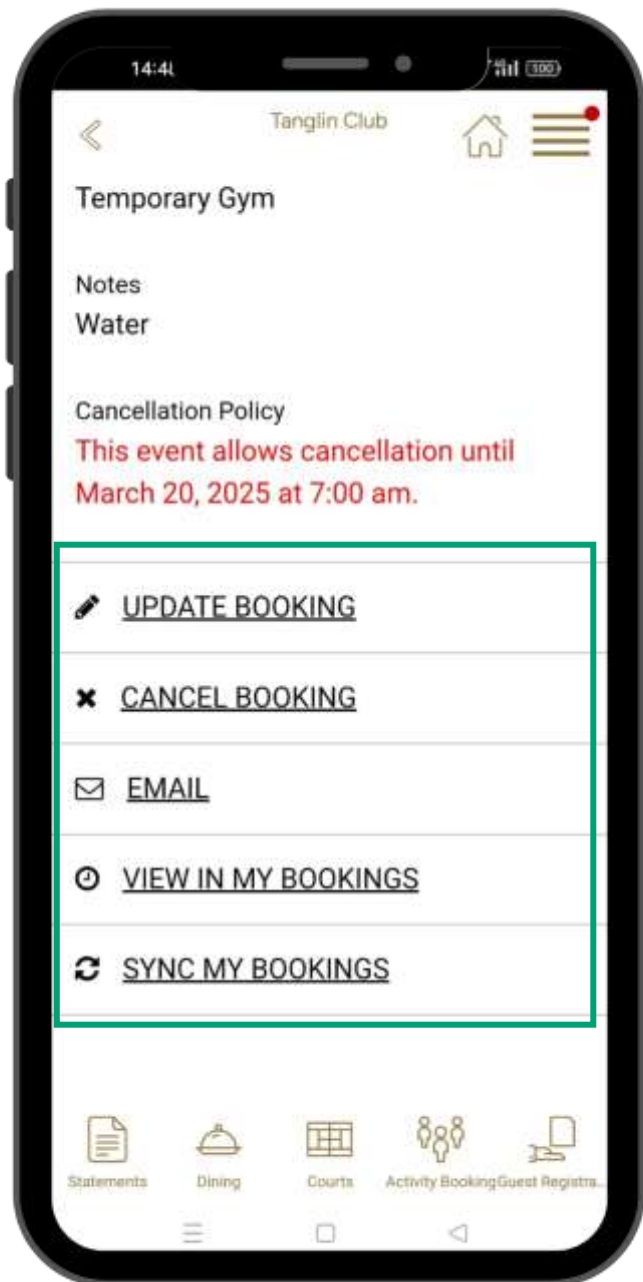 14:4
100
Tanglin Club
Temporary Gym
Notes
Water
Cancellation Policy
This event allows cancellation until
March 20, 2025 at 7:00 am.
UPDATE BOOKING
CANCEL BOOKING
EMAIL
VIEW IN MY BOOKINGS
SYNC MY BOOKINGS
Statements Dining Courts Activity Booking Guest Registra...